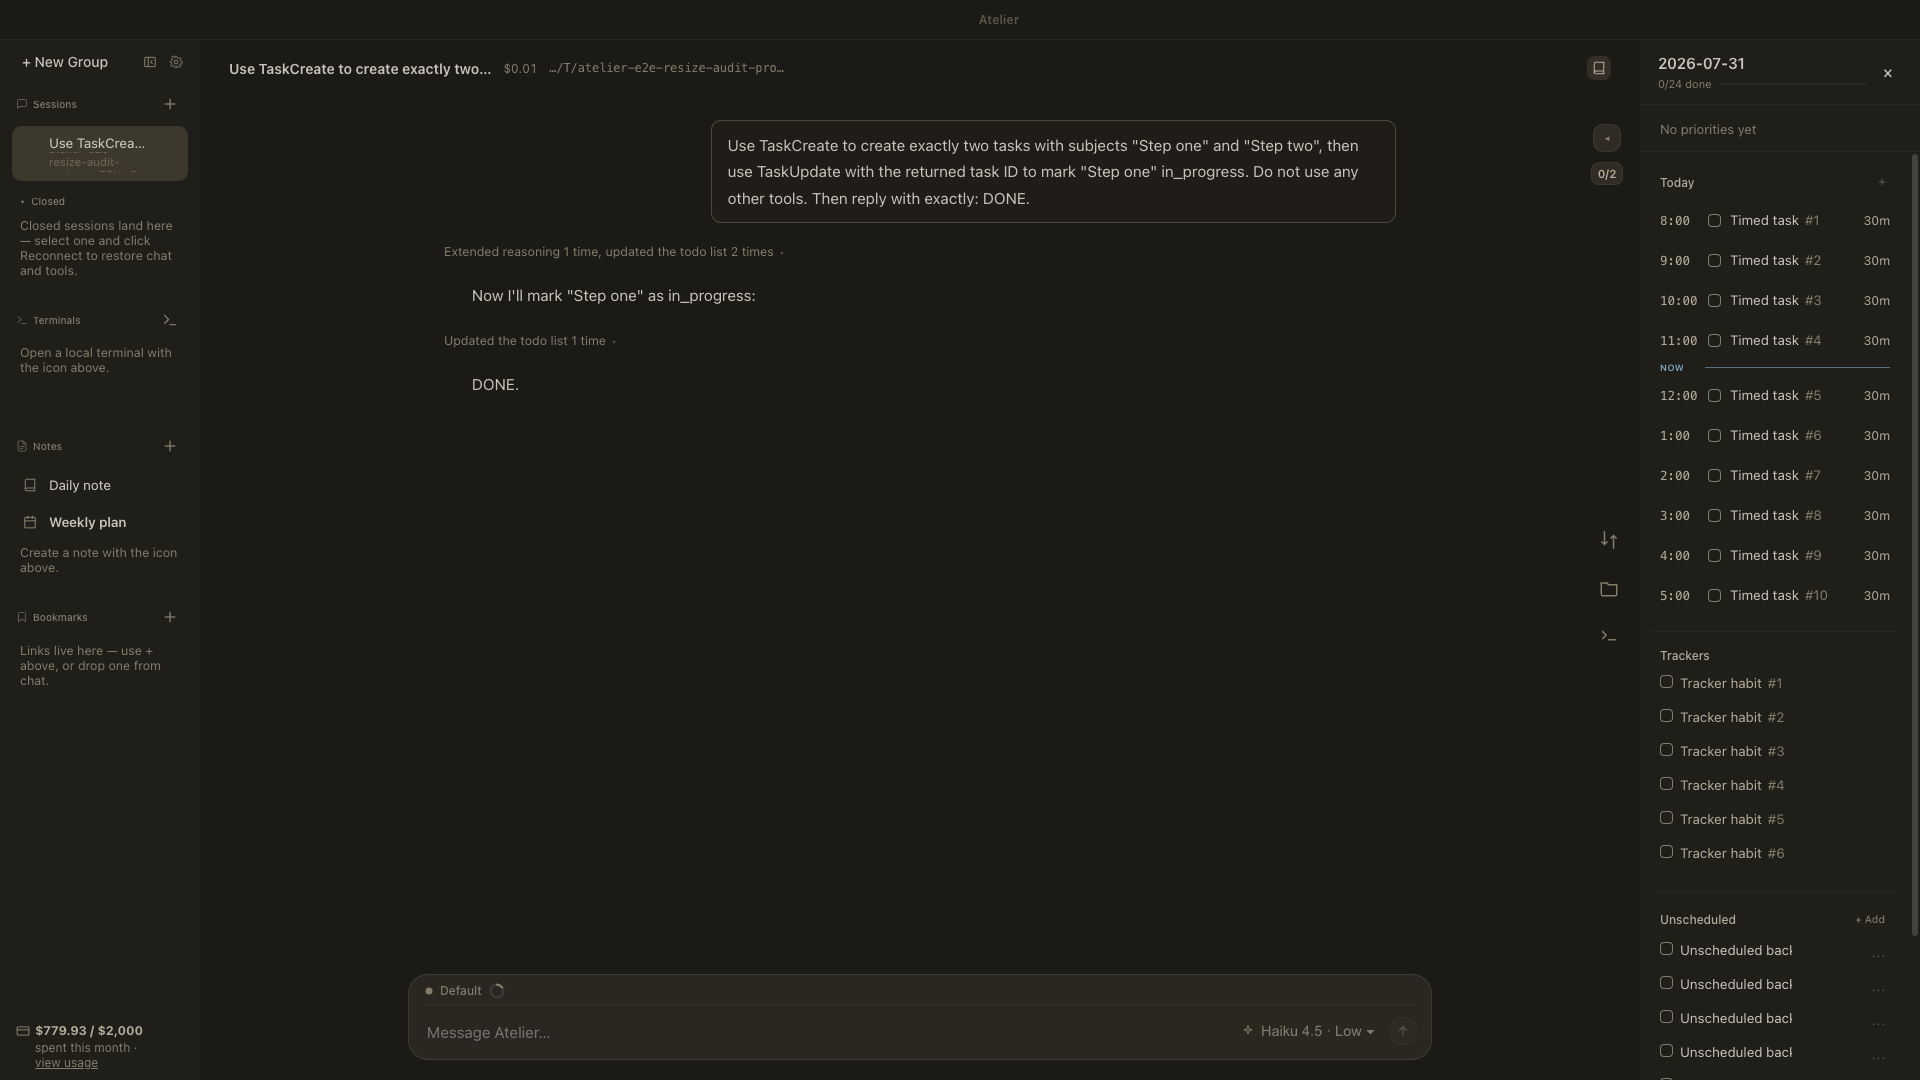 Atelier
+ New Group
Sessions
Use TaskCrea...
resize-audit-
Closed
Closed sessions land here
— select one and click
Reconnect to restore chat
and tools.
Terminals
Open a local terminal with
the icon above.
Notes
Daily note
Weekly plan
Create a note with the icon
above.
Bookmarks
Links live here — use +
above, or drop one from
chat.
$779.93 / $2,000
spent this month ·
view usage
Use TaskCreate to create exactly two... $0.01 …/T/atelier-e2e-resize-audit-pro…
Use TaskCreate to create exactly two tasks with subjects "Step one" and "Step two", then
use TaskUpdate with the returned task ID to mark "Step one" in_progress. Do not use any
other tools. Then reply with exactly: DONE.
Extended reasoning 1 time, updated the todo list 2 times
Now I'll mark "Step one" as in_progress:
Updated the todo list 1 time
DONE.
0/2
Default
Message Atelier...
Haiku 4.5 · Low
2026-07-31
0/24 done
No priorities yet
Today +
8:00 Timed task #1 30m
9:00 Timed task #2 30m
10:00 Timed task #3 30m
11:00 Timed task #4 30m
NOW
12:00 Timed task #5 30m
1:00 Timed task #6 30m
2:00 Timed task #7 30m
3:00 Timed task #8 30m
4:00 Timed task #9 30m
5:00 Timed task #10 30m
Trackers
Tracker habit #1
Tracker habit #2
Tracker habit #3
Tracker habit #4
Tracker habit #5
Tracker habit #6
Unscheduled + Add
Unscheduled back ...
Unscheduled back ...
Unscheduled back ...
Unscheduled back ...